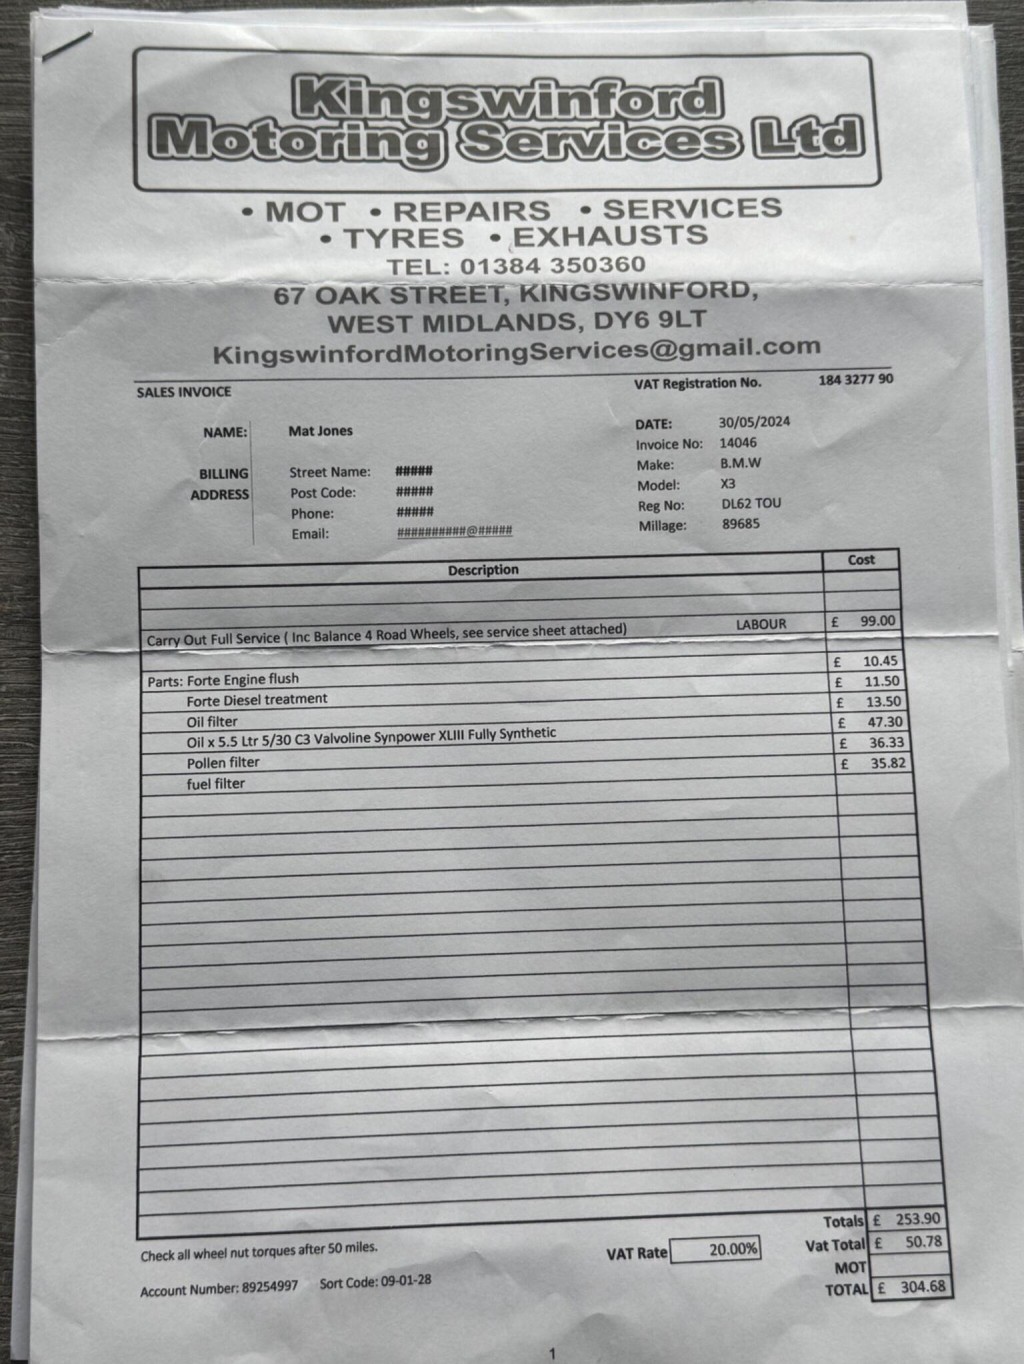 Kingswinford
Motoring Services Ltd
• MOT • REPAIRS • SERVICES
• TYRES • EXHAUSTS
TEL: 01384 350360
67 OAK STREET, KINGSWINFORD,
WEST MIDLANDS, DY6 9LT
KingswinfordMotoringServices@gmail.com
SALES INVOICE
VAT Registration No. 184 3277 90
NAME: Mat Jones
DATE: 30/05/2024
Invoice No: 14046
BILLING ADDRESS
Street Name: #####
Make: B.M.W
Post Code: #####
Model: X3
Phone: #####
Reg No: DL62 TOU
Email: ##########@#####
Millage: 89685
Description Cost
Carry Out Full Service ( Inc Balance 4 Road Wheels, see service sheet attached) LABOUR £ 99.00
Parts: Forte Engine flush £ 10.45
Forte Diesel treatment £ 11.50
Oil filter £ 13.50
Oil x 5.5 Ltr 5/30 C3 Valvoline Synpower XLIII Fully Synthetic £ 47.30
Pollen filter £ 36.33
fuel filter £ 35.82
Totals £ 253.90
Check all wheel nut torques after 50 miles.
VAT Rate 20.00%
Vat Total £ 50.78
MOT
Account Number: 89254997 Sort Code: 09-01-28
TOTAL £ 304.68
1